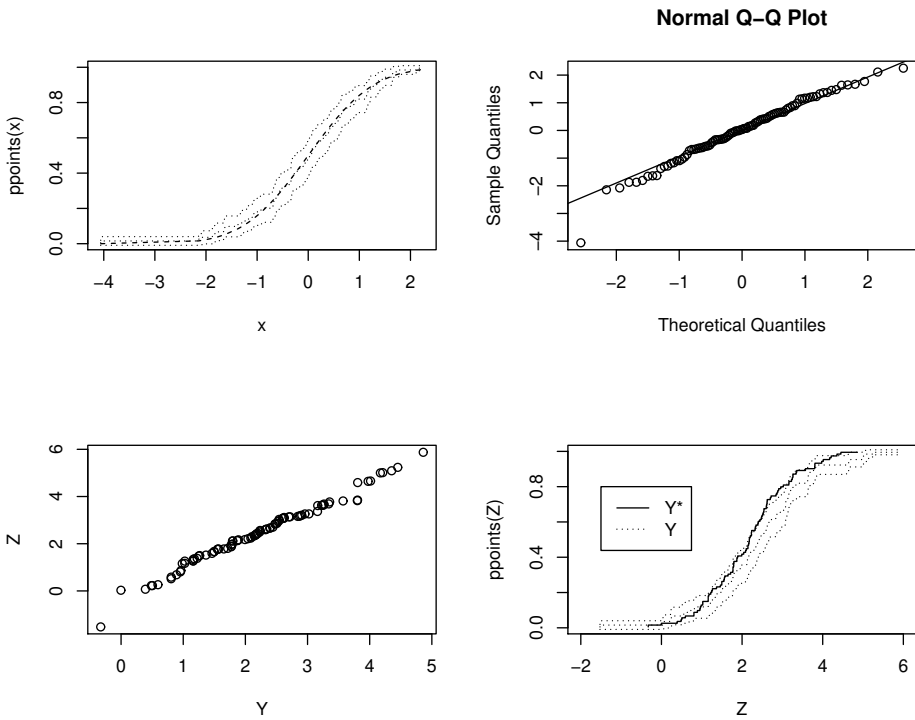 ppoints(x)
0.0 0.4 0.8
−4 −3 −2 −1 0 1 2
x
Normal Q−Q Plot
Sample Quantiles
−4 −2 0 1 2
−2 −1 0 1 2
Theoretical Quantiles
Z
0 2 4 6
0 1 2 3 4 5
Y
ppoints(Z)
0.0 0.4 0.8
Y*
Y
−2 0 2 4 6
Z